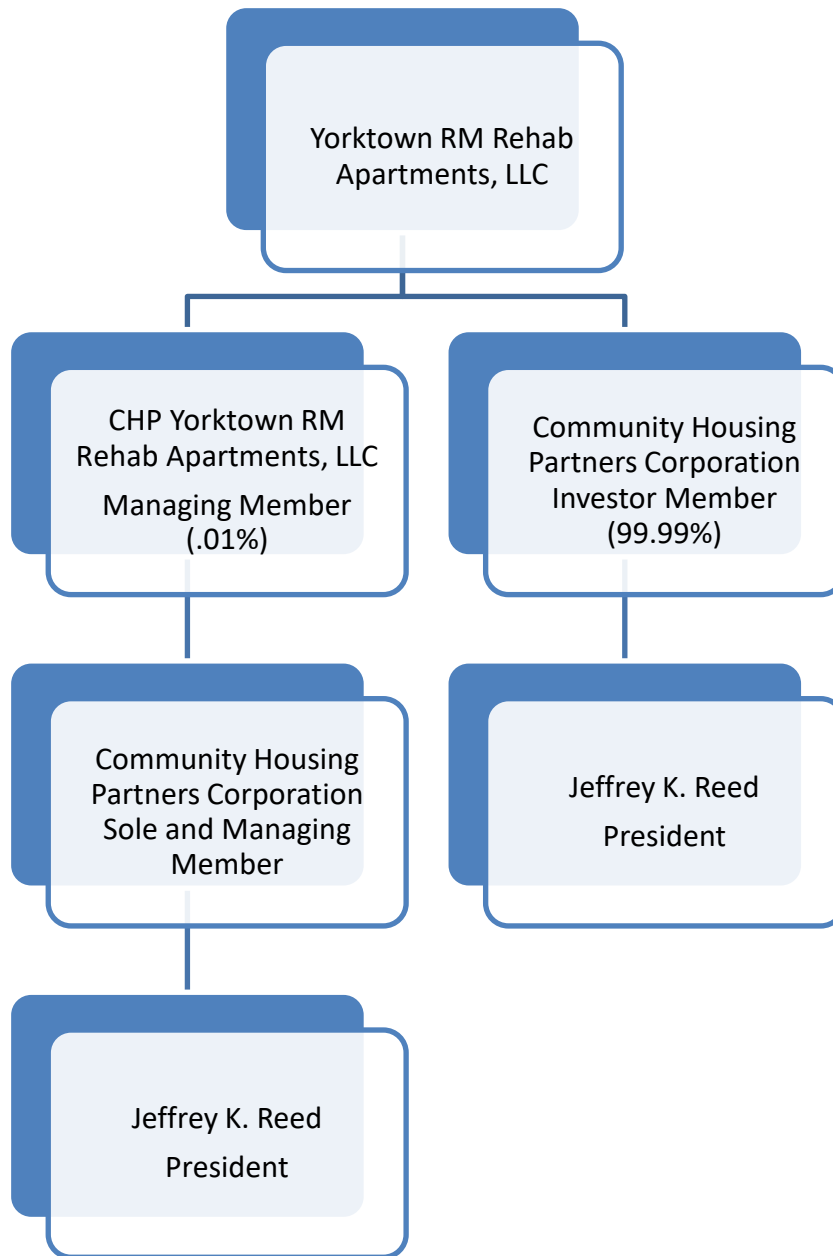 Yorktown RM Rehab
Apartments, LLC
CHP Yorktown RM
Rehab Apartments, LLC
Managing Member
(.01%)
Community Housing
Partners Corporation
Investor Member
(99.99%)
Community Housing
Partners Corporation
Sole and Managing
Member
Jeffrey K. Reed
President
Jeffrey K. Reed
President